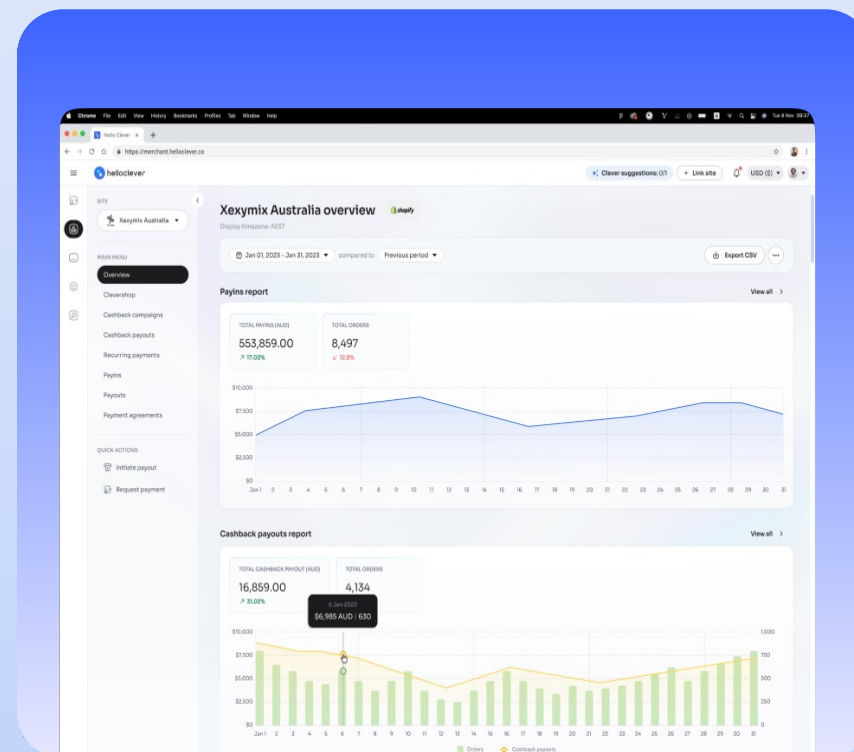 Chrome File Edit View History Bookmarks Profiles Tab Window Help
Tue 8 Nov 09:37
Hello Clever
https://merchant.helloclever.co
helloclever
Clever suggestions: 0/1
+ Link site
USD ($)
SITE
Xexymix Australia
MAIN MENU
Overview
Clevershop
Cashback campaigns
Cashback payouts
Recurring payments
Payins
Payouts
Payment agreements
QUICK ACTIONS
Initiate payout
Request payment
Xexymix Australia overview
shopify
Display timezone: AEST
Jan 01, 2023 - Jan 31, 2023
compared to
Previous period
Export CSV
Payins report
View all
TOTAL PAYINS (AUD)
553,859.00
17.02%
TOTAL ORDERS
8,497
12.8%
$10,000
$7,500
$5,000
$2,500
$0
Jan 1 2 3 4 5 6 7 8 9 10 11 12 13 14 15 16 17 18 19 20 21 22 23 24 25 26 27 28 29 30 31
Cashback payouts report
View all
TOTAL CASHBACK PAYOUT (AUD)
16,859.00
31.02%
TOTAL ORDERS
4,134
6 Jan 2023
$6,985 AUD / 630
$10,000
$7,500
$5,000
$2,500
$0
1,000
750
500
250
0
Jan 1 2 3 4 5 6 7 8 9 10 11 12 13 14 15 16 17 18 19 20 21 22 23 24 25 26 27 28 29 30 31
Orders
Cashback payouts